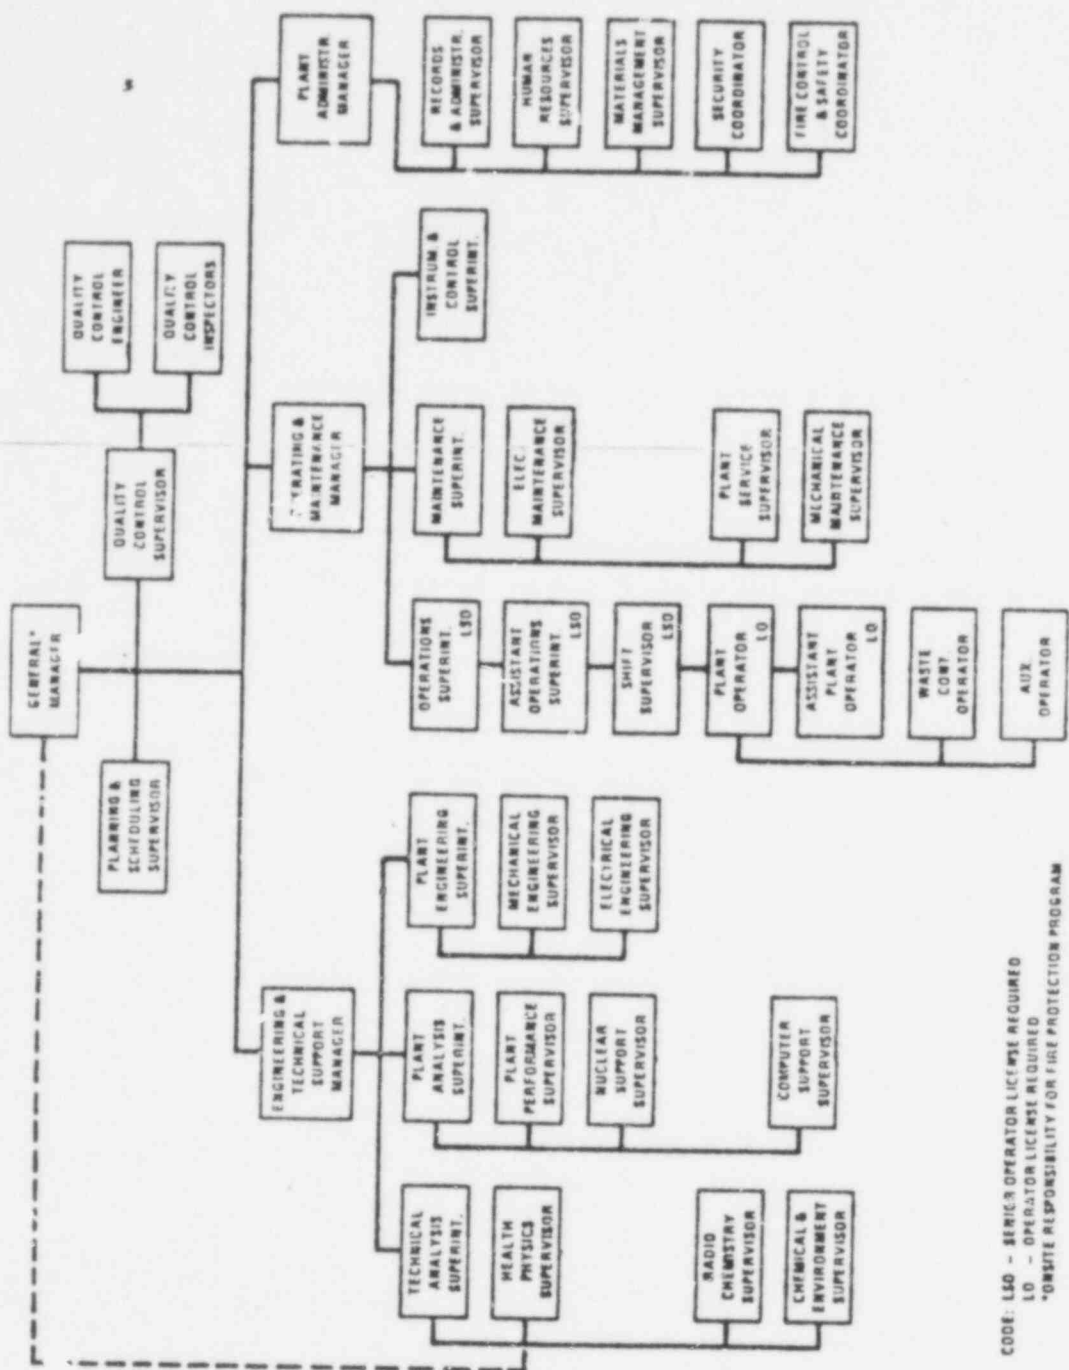 GENERAL*
MANAGER
PLANNING &
SCHEDULING
SUPERVISOR
QUALITY
CONTROL
SUPERVISOR
QUALITY
CONTROL
ENGINEER
QUALITY
CONTROL
INSPECTORS
ENGINEERING &
TECHNICAL
SUPPORT
MANAGER
MAINTENANCE
MANAGER
PLANT
ADMINISTR.
MANAGER
TECHNICAL
ANALYSIS
SUPERINT.
HEALTH
PHYSICS
SUPERVISOR
RADIO
CHEMISTRY
SUPERVISOR
CHEMICAL &
ENVIRONMENT
SUPERVISOR
PLANT
ANALYSIS
SUPERINT.
PLANT
PERFORMANCE
SUPERVISOR
NUCLEAR
SUPPORT
SUPERVISOR
COMPUTER
SUPPORT
SUPERVISOR
PLANT
ENGINEERING
SUPERINT.
MECHANICAL
ENGINEERING
SUPERVISOR
ELECTRICAL
ENGINEERING
SUPERVISOR
OPERATIONS
SUPERINT.
LSO
ASSISTANT
OPERATIONS
SUPERINT.
LSO
SHIFT
SUPERVISOR
LSO
PLANT
OPERATOR
LO
ASSISTANT
PLANT
OPERATOR
LO
WASTE
CONT.
OPERATOR
AUX.
OPERATOR
MAINTENANCE
SUPERINT.
ELEC.
MAINTENANCE
SUPERVISOR
PLANT
SERVICE
SUPERVISOR
MECHANICAL
MAINTENANCE
SUPERVISOR
INSTRUM. &
CONTROL
SUPERINT.
RECORDS
& ADMINISTR.
SUPERVISOR
HUMAN
RESOURCES
SUPERVISOR
MATERIALS
MANAGEMENT
SUPERVISOR
SECURITY
COORDINATOR
FIRE CONTROL
& SAFETY
COORDINATOR
CODE: LSO - SENIOR OPERATOR LICENSE REQUIRED
LO - OPERATOR LICENSE REQUIRED
*ONSITE RESPONSIBILITY FOR FIRE PROTECTION PROGRAM